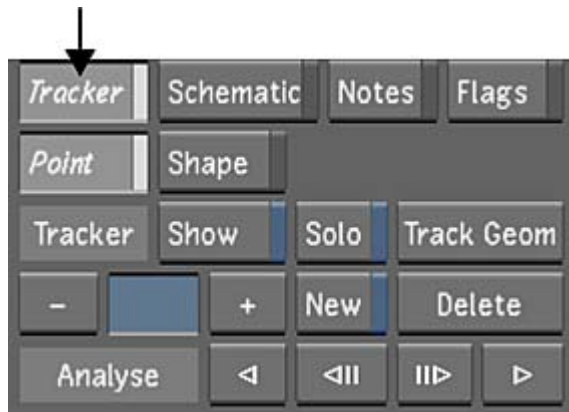 Tracker Schematic Notes Flags
Point Shape
Tracker Show Solo Track Geom
- + New Delete
Analyse